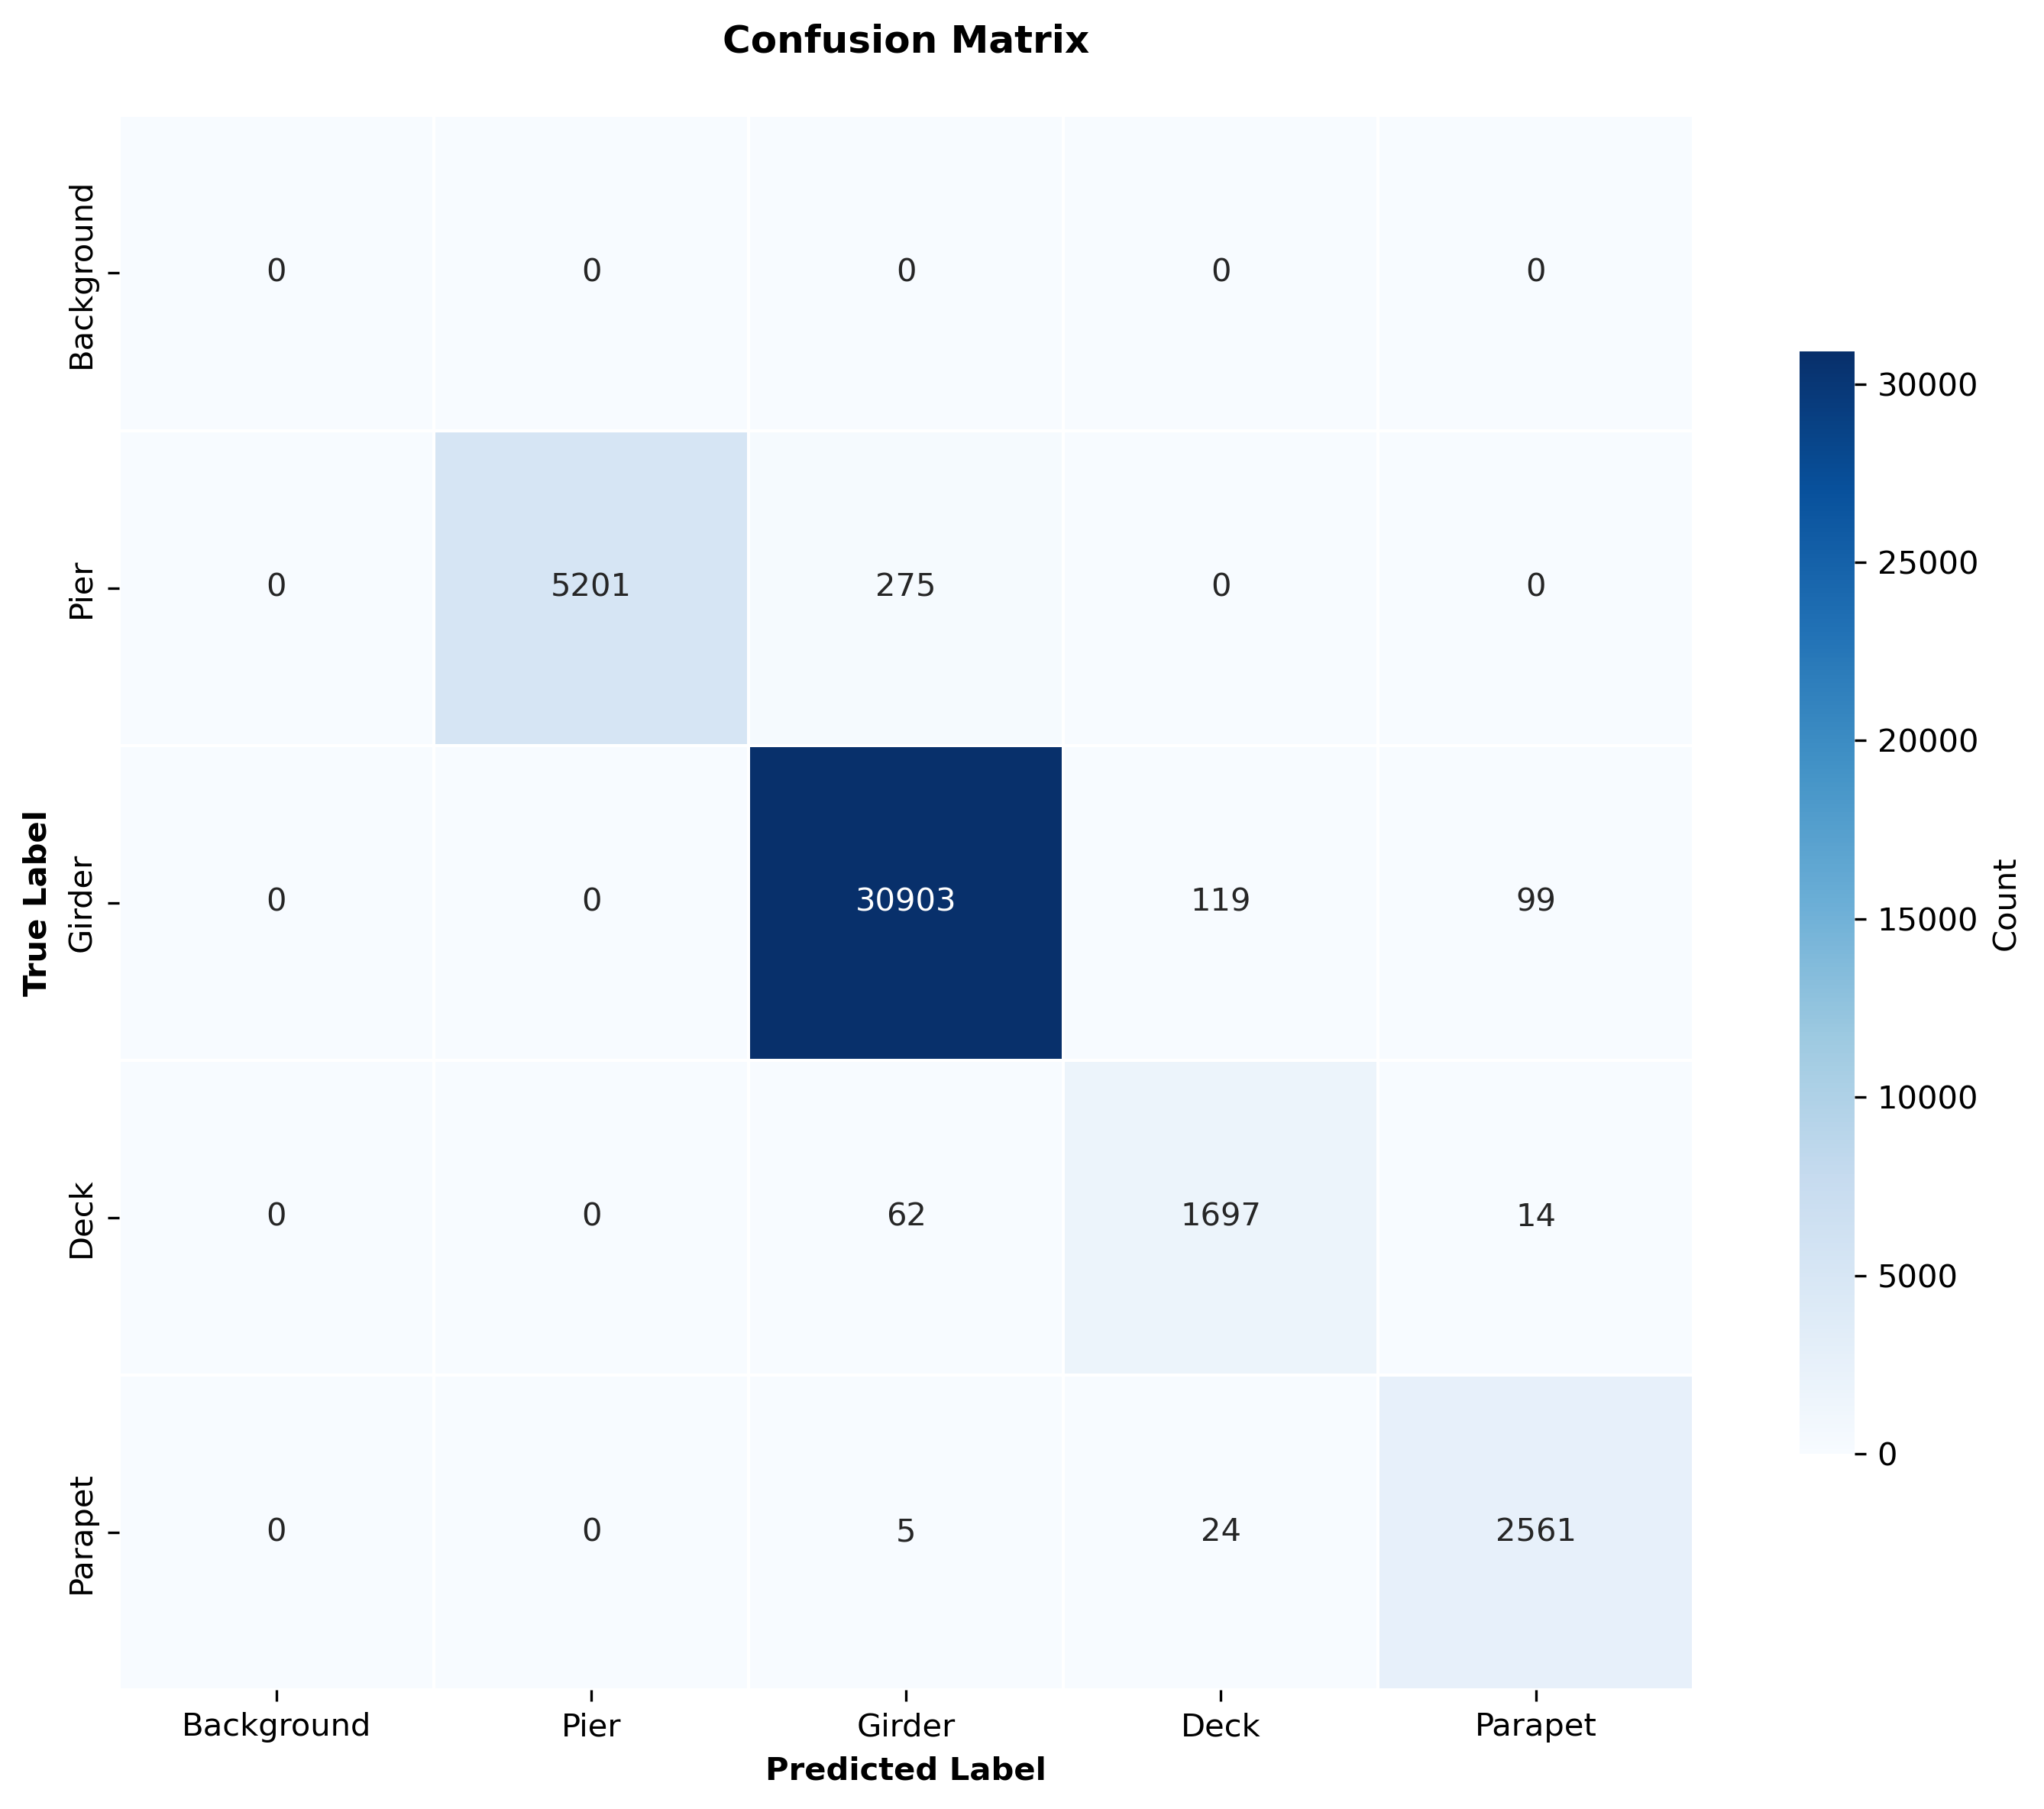 Confusion Matrix
Background 0 0 0 0 0
Pier 0 5201 275 0 0
Girder 0 0 30903 119 99
Deck 0 0 62 1697 14
Parapet 0 0 5 24 2561
True Label
Background Pier Girder Deck Parapet
Predicted Label
30000
25000
20000
15000
10000
5000
0
Count